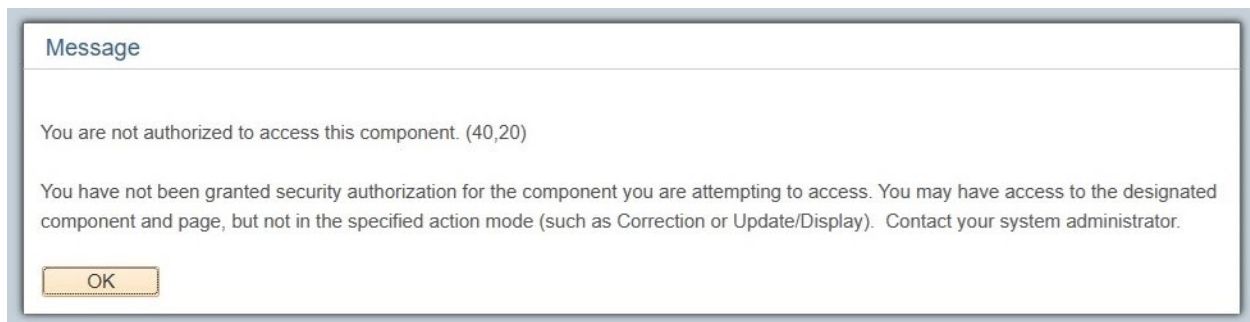 Message
You are not authorized to access this component. (40,20)
You have not been granted security authorization for the component you are attempting to access. You may have access to the designated
component and page, but not in the specified action mode (such as Correction or Update/Display).  Contact your system administrator.
OK